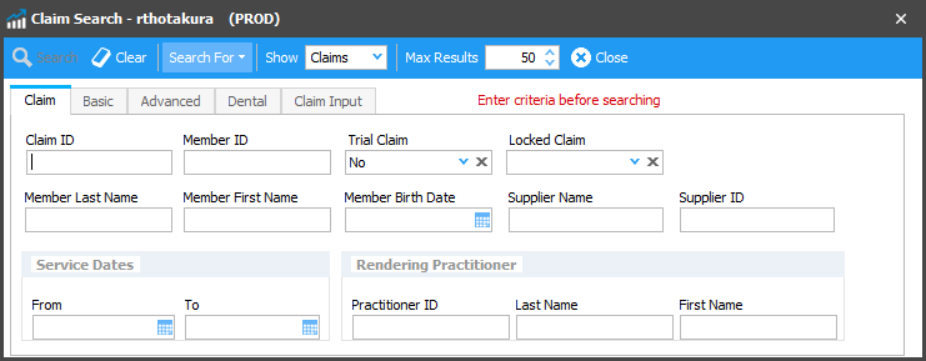 Claim Search - rthotakura (PROD)
Search Clear Search For Show Claims Max Results 50 Close
Claim Basic Advanced Dental Claim Input Enter criteria before searching
Claim ID Member ID Trial Claim Locked Claim
No
Member Last Name Member First Name Member Birth Date Supplier Name Supplier ID
Service Dates Rendering Practitioner
From To Practitioner ID Last Name First Name